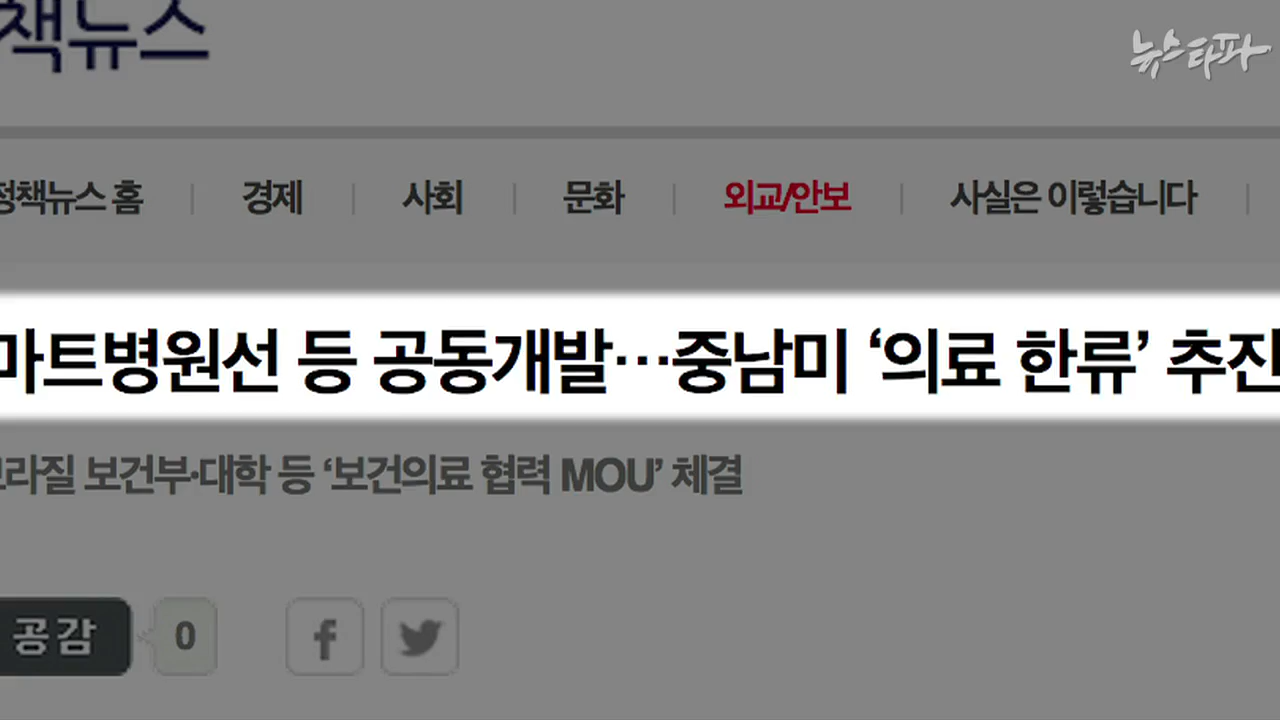 책뉴스
뉴스타파
정책뉴스 홈 | 경제 | 사회 | 문화 | 외교/안보 | 사실은 이렇습니다 |
마트병원선 등 공동개발…중남미 ‘의료 한류’ 추진
브라질 보건부·대학 등 ‘보건의료 협력 MOU’ 체결
공감 0